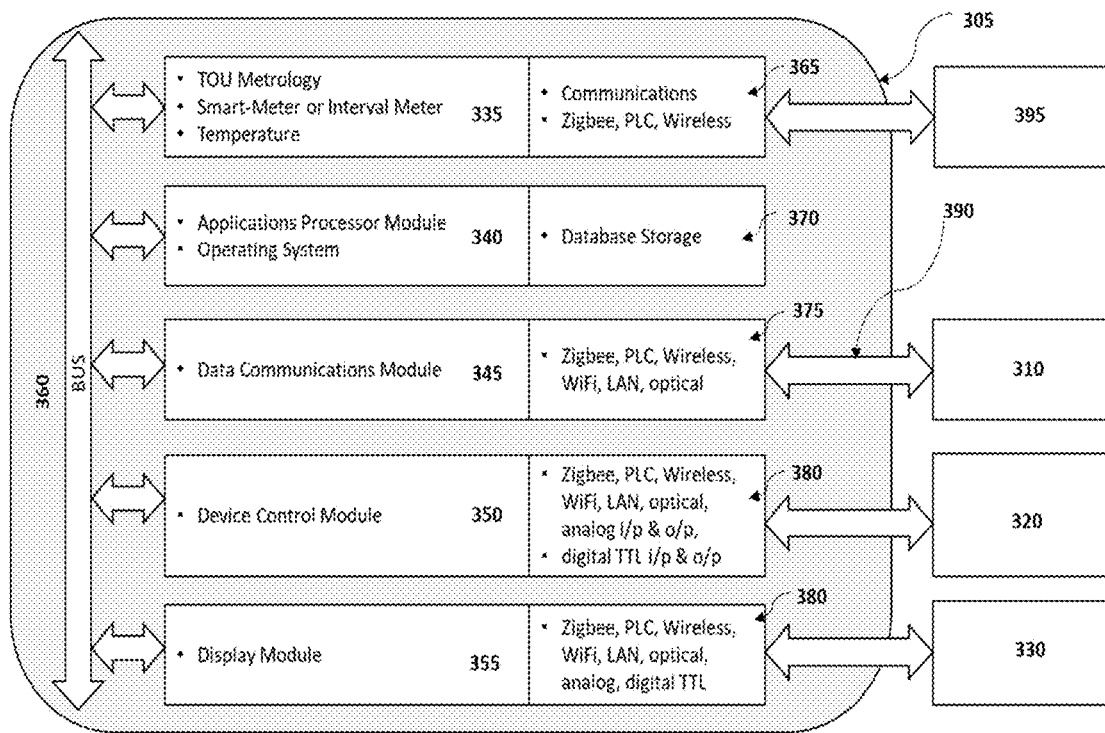 305
• TOU Metrology
• Smart-Meter or Interval Meter
• Temperature
335
• Communications
• Zigbee, PLC, Wireless
365
395
• Applications Processor Module
• Operating System
340
• Database Storage
370
390
• Data Communications Module
345
• Zigbee, PLC, Wireless,
WiFi, LAN, optical
375
310
360
BUS
• Device Control Module
350
• Zigbee, PLC, Wireless,
WiFi, LAN, optical,
analog i/p & o/p,
• digital TTL i/p & o/p
380
320
• Display Module
355
• Zigbee, PLC, Wireless,
WiFi, LAN, optical,
analog, digital TTL
380
330